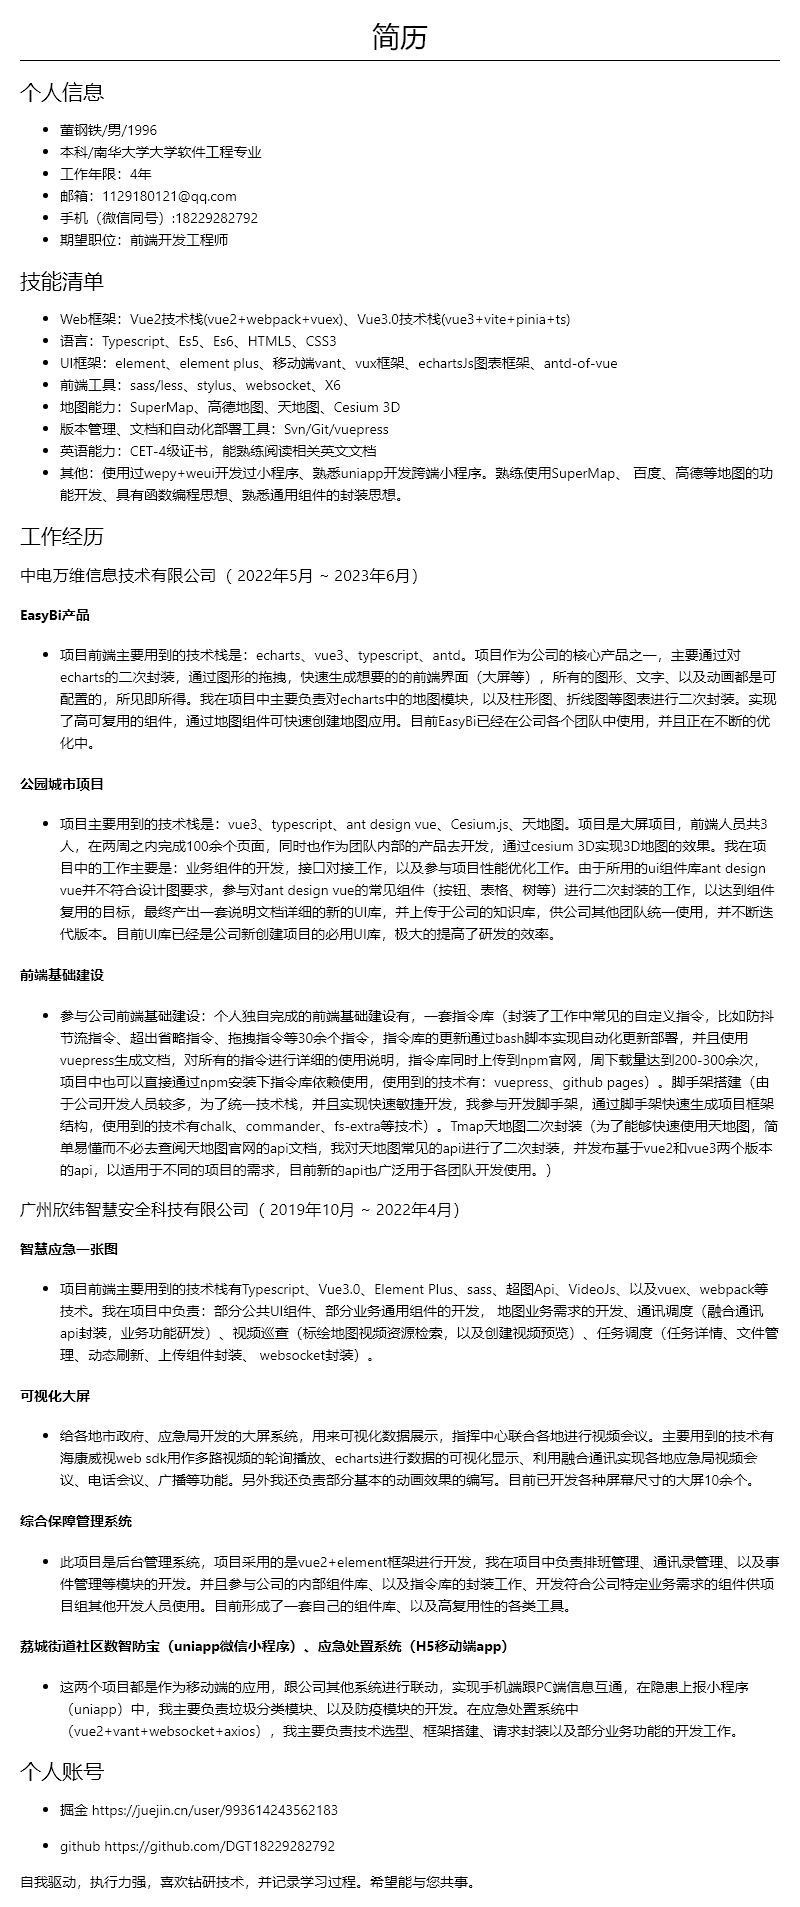 简历
个人信息
董钢铁/男/1996
本科/南华大学大学软件工程专业
工作年限：4年
邮箱：1129180121@qq.com
手机（微信同号）:18229282792
期望职位：前端开发工程师
技能清单
Web框架：Vue2技术栈(vue2+webpack+vuex)、Vue3.0技术栈(vue3+vite+pinia+ts)
语言：Typescript、Es5、Es6、HTML5、CSS3
UI框架：element、element plus、移动端vant、vux框架、echartsJs图表框架、antd-of-vue
前端工具：sass/less、stylus、websocket、X6
地图能力：SuperMap、高德地图、天地图、Cesium 3D
版本管理、文档和自动化部署工具：Svn/Git/vuepress
英语能力：CET-4级证书，能熟练阅读相关英文文档
其他：使用过wepy+weui开发过小程序、熟悉uniapp开发跨端小程序。熟练使用SuperMap、 百度、高德等地图的功
能开发、具有函数编程思想、熟悉通用组件的封装思想。
工作经历
中电万维信息技术有限公司（ 2022年5月 ~ 2023年6月）
EasyBi产品
项目前端主要用到的技术栈是：echarts、vue3、typescript、antd。项目作为公司的核心产品之一，主要通过对
echarts的二次封装，通过图形的拖拽，快速生成想要的的前端界面（大屏等），所有的图形、文字、以及动画都是可
配置的，所见即所得。我在项目中主要负责对echarts中的地图模块，以及柱形图、折线图等图表进行二次封装。实现
了高可复用的组件，通过地图组件可快速创建地图应用。目前EasyBi已经在公司各个团队中使用，并且正在不断的优
化中。
公园城市项目
项目主要用到的技术栈是：vue3、typescript、ant design vue、Cesium.js、天地图。项目是大屏项目，前端人员共3
人，在两周之内完成100余个页面，同时也作为团队内部的产品去开发，通过cesium 3D实现3D地图的效果。我在项
目中的工作主要是：业务组件的开发，接口对接工作，以及参与项目性能优化工作。由于所用的ui组件库ant design
vue并不符合设计图要求，参与对ant design vue的常见组件（按钮、表格、树等）进行二次封装的工作，以达到组件
复用的目标，最终产出一套说明文档详细的新的UI库，并上传于公司的知识库，供公司其他团队统一使用，并不断迭
代版本。目前UI库已经是公司新创建项目的必用UI库，极大的提高了研发的效率。
前端基础建设
参与公司前端基础建设：个人独自完成的前端基础建设有，一套指令库（封装了工作中常见的自定义指令，比如防抖
节流指令、超出省略指令、拖拽指令等30余个指令，指令库的更新通过bash脚本实现自动化更新部署，并且使用
vuepress生成文档，对所有的指令进行详细的使用说明，指令库同时上传到npm官网，周下载量达到200-300余次，
项目中也可以直接通过npm安装下指令库依赖使用，使用到的技术有：vuepress、github pages）。脚手架搭建（由
于公司开发人员较多，为了统一技术栈，并且实现快速敏捷开发，我参与开发脚手架，通过脚手架快速生成项目框架
结构，使用到的技术有chalk、commander、fs-extra等技术）。Tmap天地图二次封装（为了能够快速使用天地图，简
单易懂而不必去查阅天地图官网的api文档，我对天地图常见的api进行了二次封装，并发布基于vue2和vue3两个版本
的api，以适用于不同的项目的需求，目前新的api也广泛用于各团队开发使用。）
广州欣纬智慧安全科技有限公司（ 2019年10月 ~ 2022年4月）
智慧应急一张图
项目前端主要用到的技术栈有Typescript、Vue3.0、Element Plus、sass、超图Api、VideoJs、以及vuex、webpack等
技术。我在项目中负责：部分公共UI组件、部分业务通用组件的开发， 地图业务需求的开发、通讯调度（融合通讯
api封装，业务功能研发）、视频巡查（标绘地图视频资源检索，以及创建视频预览）、任务调度（任务详情、文件管
理、动态刷新、上传组件封装、 websocket封装）。
可视化大屏
给各地市政府、应急局开发的大屏系统，用来可视化数据展示，指挥中心联合各地进行视频会议。主要用到的技术有
海康威视web sdk用作多路视频的轮询播放、echarts进行数据的可视化显示、利用融合通讯实现各地应急局视频会
议、电话会议、广播等功能。另外我还负责部分基本的动画效果的编写。目前已开发各种屏幕尺寸的大屏10余个。
综合保障管理系统
此项目是后台管理系统，项目采用的是vue2+element框架进行开发，我在项目中负责排班管理、通讯录管理、以及事
件管理等模块的开发。并且参与公司的内部组件库、以及指令库的封装工作、开发符合公司特定业务需求的组件供项
目组其他开发人员使用。目前形成了一套自己的组件库、以及高复用性的各类工具。
荔城街道社区数智防宝（uniapp微信小程序）、应急处置系统（H5移动端app）
这两个项目都是作为移动端的应用，跟公司其他系统进行联动，实现手机端跟PC端信息互通，在隐患上报小程序
（uniapp）中，我主要负责垃圾分类模块、以及防疫模块的开发。在应急处置系统中
（vue2+vant+websocket+axios），我主要负责技术选型、框架搭建、请求封装以及部分业务功能的开发工作。
个人账号
掘金 https://juejin.cn/user/993614243562183
github https://github.com/DGT18229282792
自我驱动，执行力强，喜欢钻研技术，并记录学习过程。希望能与您共事。